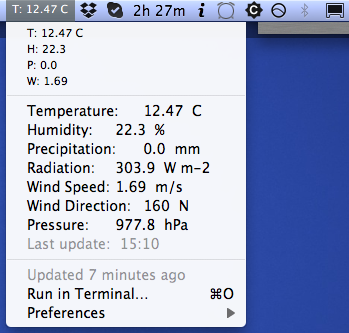 T: 12.47 C 2h 27m
T: 12.47 C
H: 22.3
P: 0.0
W: 1.69
Temperature: 12.47 C
Humidity: 22.3 %
Precipitation: 0.0 mm
Radiation: 303.9 W m-2
Wind Speed: 1.69 m/s
Wind Direction: 160 N
Pressure: 977.8 hPa
Last update: 15:10
Updated 7 minutes ago
Run in Terminal... ⌘O
Preferences